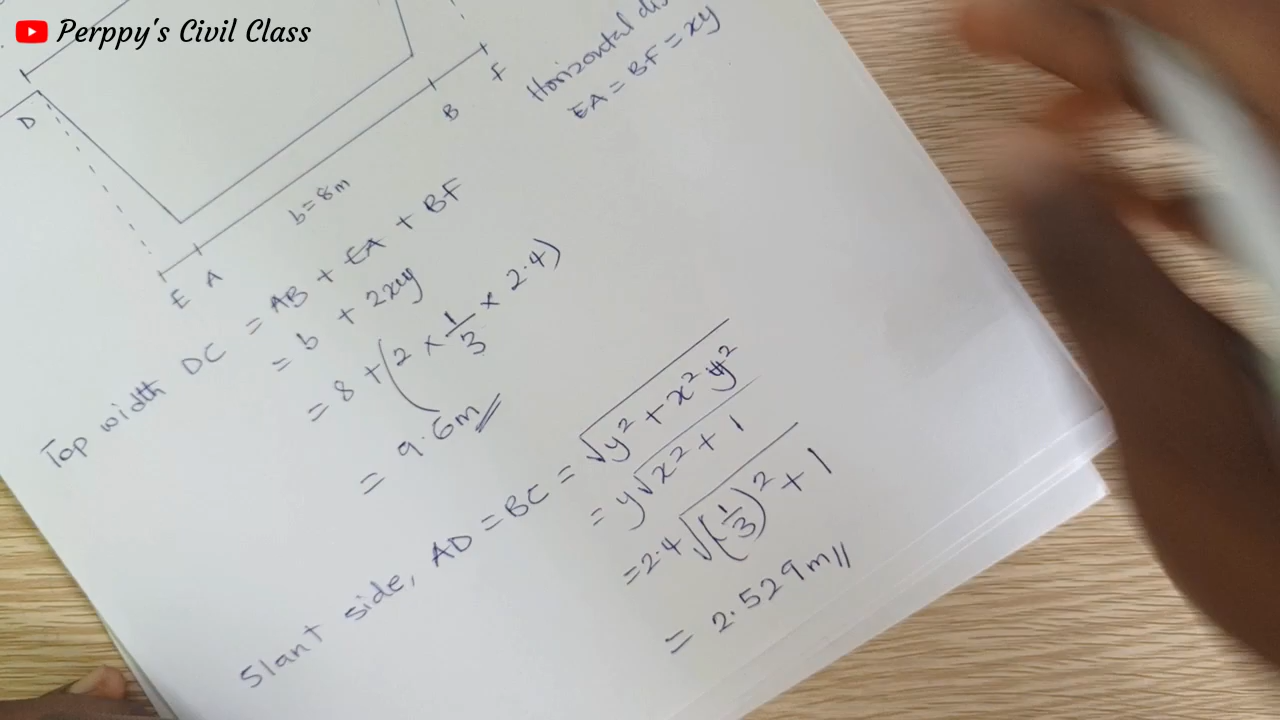 Perppy's Civil Class
D
Horizontal
EA = BF = xy
F
B
b = 8m
E A
Top width DC = AB + EA + BF
= b + 2xy
= 8 + (2 × 1/3 × 2.4)
= 9.6m
Slant side, AD = BC = √y² + x²y²
= y√x² + 1
= 2.4√(1/3)² + 1
= 2.529m